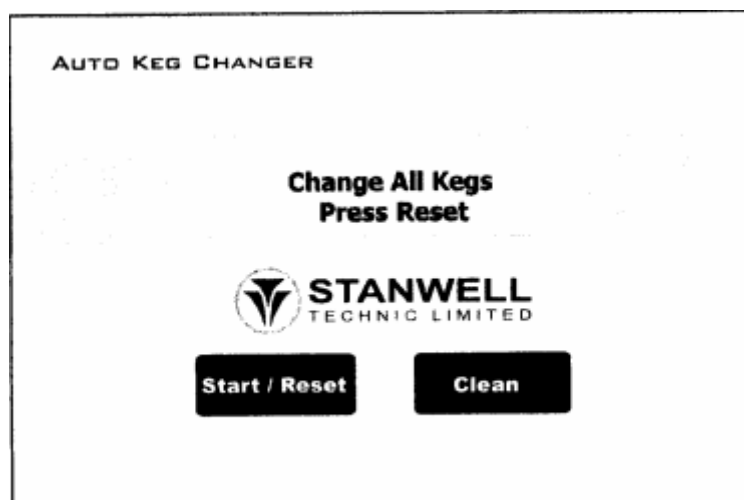 AUTO KEG CHANGER
Change All Kegs
Press Reset
STANWELL
TECHNIC LIMITED
Start / Reset
Clean